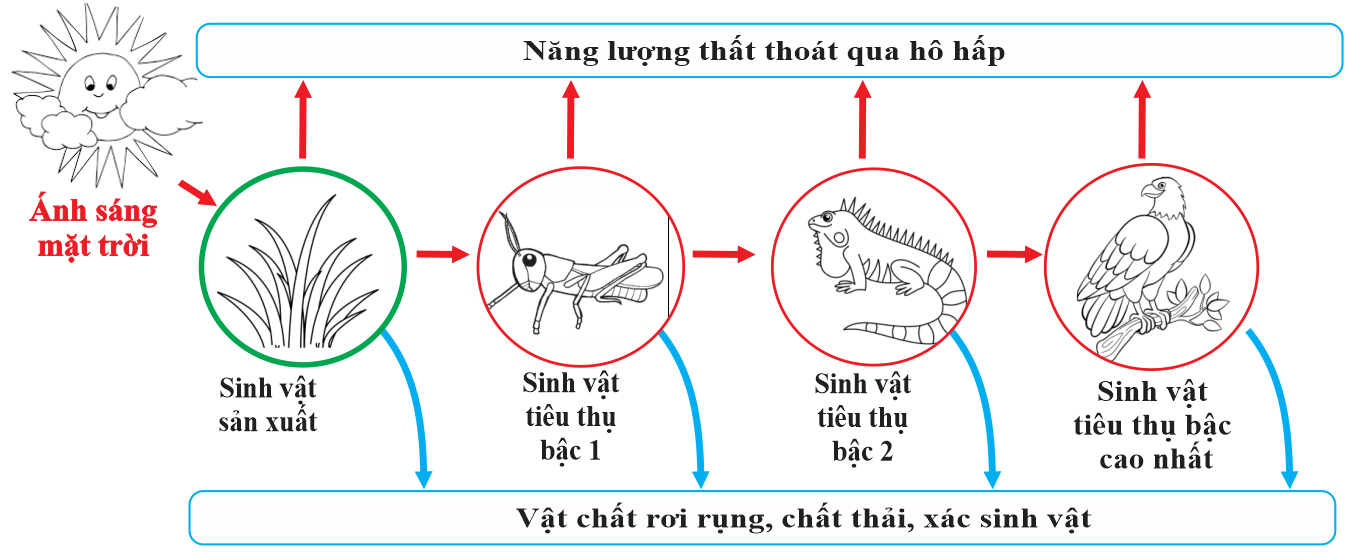 Năng lượng thất thoát qua hô hấp
Ánh sáng
mặt trời
Sinh vật
sản xuất
Sinh vật
tiêu thụ
bậc 1
Sinh vật
tiêu thụ
bậc 2
Sinh vật
tiêu thụ bậc
cao nhất
Vật chất rơi rụng, chất thải, xác sinh vật